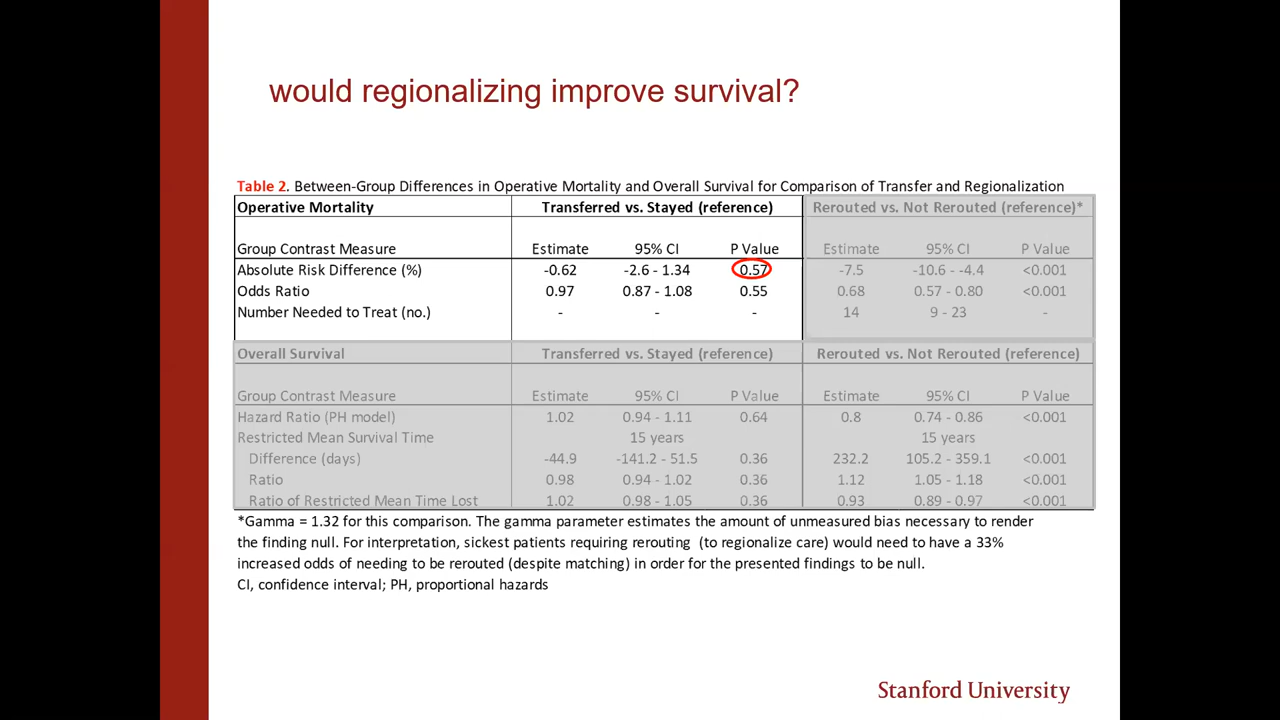 would regionalizing improve survival?
Table 2. Between-Group Differences in Operative Mortality and Overall Survival for Comparison of Transfer and Regionalization
Operative Mortality Transferred vs. Stayed (reference) Rerouted vs. Not Rerouted (reference)*
Group Contrast Measure Estimate 95% CI P Value Estimate 95% CI P Value
Absolute Risk Difference (%) -0.62 -2.6 - 1.34 0.57 -7.5 -10.6 - -4.4 <0.001
Odds Ratio 0.97 0.87 - 1.08 0.55 0.68 0.57 - 0.80 <0.001
Number Needed to Treat (no.) - - - 14 9 - 23 -
Overall Survival Transferred vs. Stayed (reference) Rerouted vs. Not Rerouted (reference)
Group Contrast Measure Estimate 95% CI P Value Estimate 95% CI P Value
Hazard Ratio (PH model) 1.02 0.94 - 1.11 0.64 0.8 0.74 - 0.86 <0.001
Restricted Mean Survival Time 15 years 15 years
Difference (days) -44.9 -141.2 - 51.5 0.36 232.2 105.2 - 359.1 <0.001
Ratio 0.98 0.94 - 1.02 0.36 1.12 1.05 - 1.18 <0.001
Ratio of Restricted Mean Time Lost 1.02 0.98 - 1.05 0.36 0.93 0.89 - 0.97 <0.001
*Gamma = 1.32 for this comparison. The gamma parameter estimates the amount of unmeasured bias necessary to render
the finding null. For interpretation, sickest patients requiring rerouting (to regionalize care) would need to have a 33%
increased odds of needing to be rerouted (despite matching) in order for the presented findings to be null.
CI, confidence interval; PH, proportional hazards
Stanford University